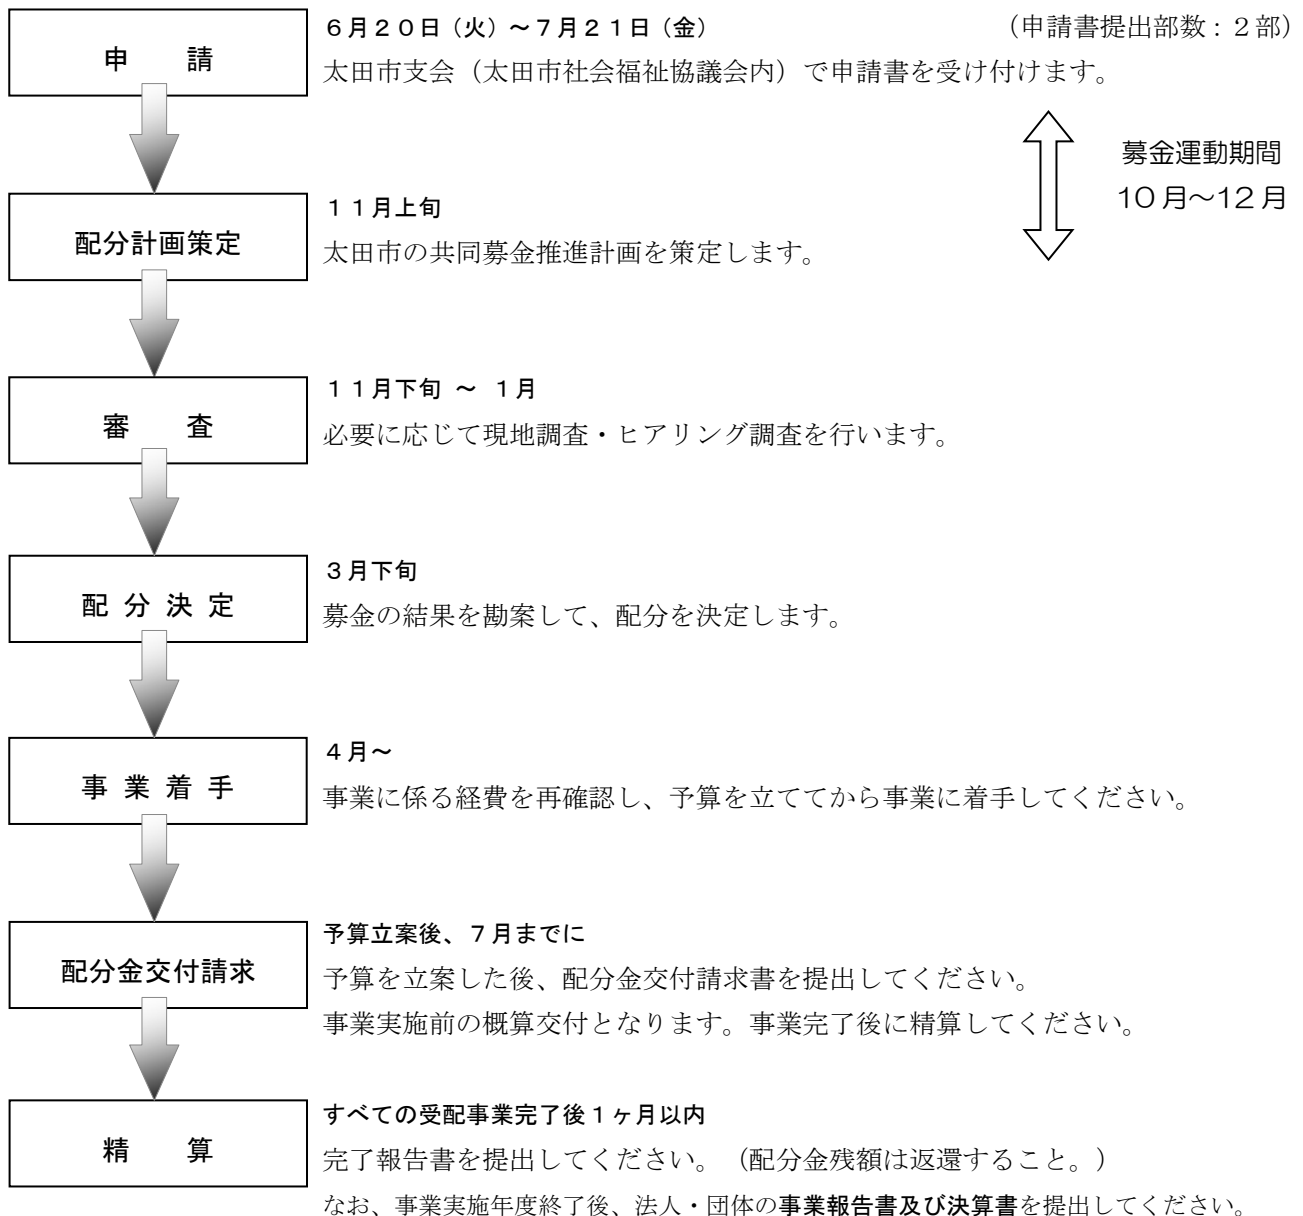 申　　請
６月２０日（火）～７月２１日（金）　（申請書提出部数：２部）
太田市支会（太田市社会福祉協議会内）で申請書を受け付けます。
募金運動期間
10月～12月
配分計画策定
１１月上旬
太田市の共同募金推進計画を策定します。
審　　査
１１月下旬 ～ １月
必要に応じて現地調査・ヒアリング調査を行います。
配 分 決 定
３月下旬
募金の結果を勘案して、配分を決定します。
事 業 着 手
４月～
事業に係る経費を再確認し、予算を立ててから事業に着手してください。
配分金交付請求
予算立案後、７月までに
予算を立案した後、配分金交付請求書を提出してください。
事業実施前の概算交付となります。事業完了後に精算してください。
精　　算
すべての受配事業完了後１ヶ月以内
完了報告書を提出してください。（配分金残額は返還すること。）
なお、事業実施年度終了後、法人・団体の事業報告書及び決算書を提出してください。